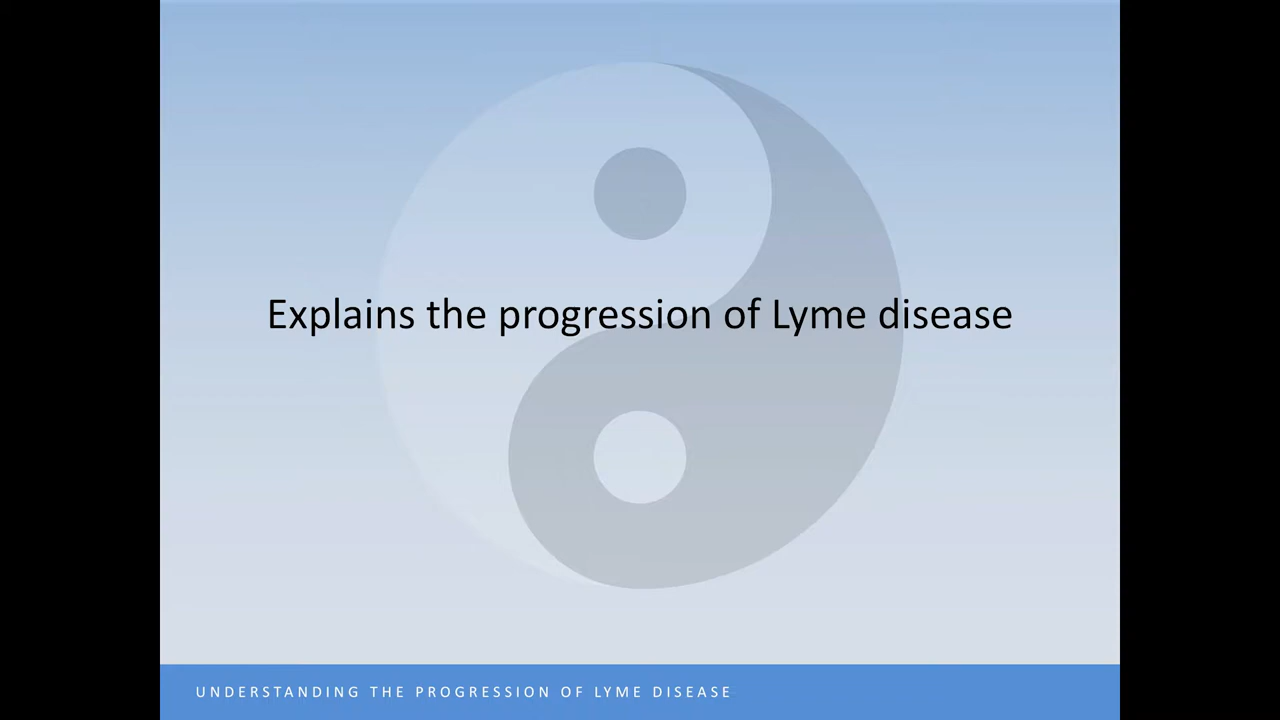 Explains the progression of Lyme disease
UNDERSTANDING THE PROGRESSION OF LYME DISEASE